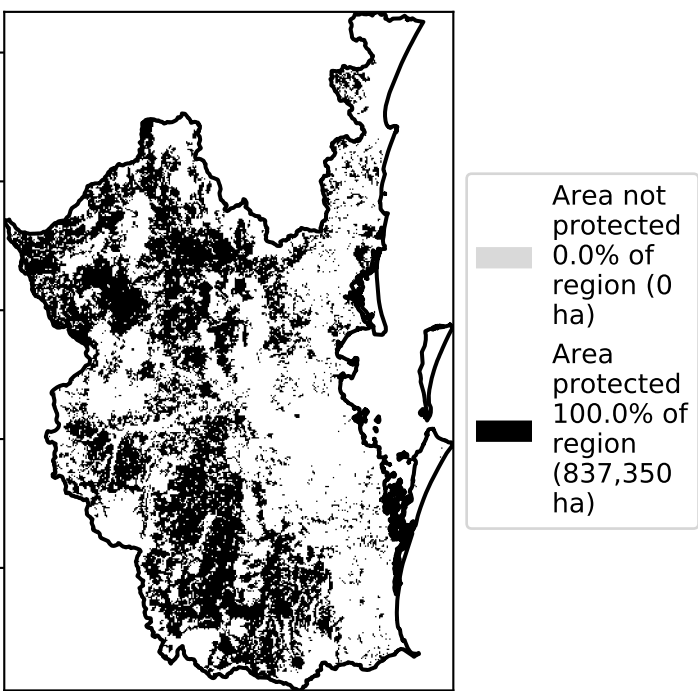 Area not
protected
0.0% of
region (0
ha)
Area
protected
100.0% of
region
(837,350
ha)